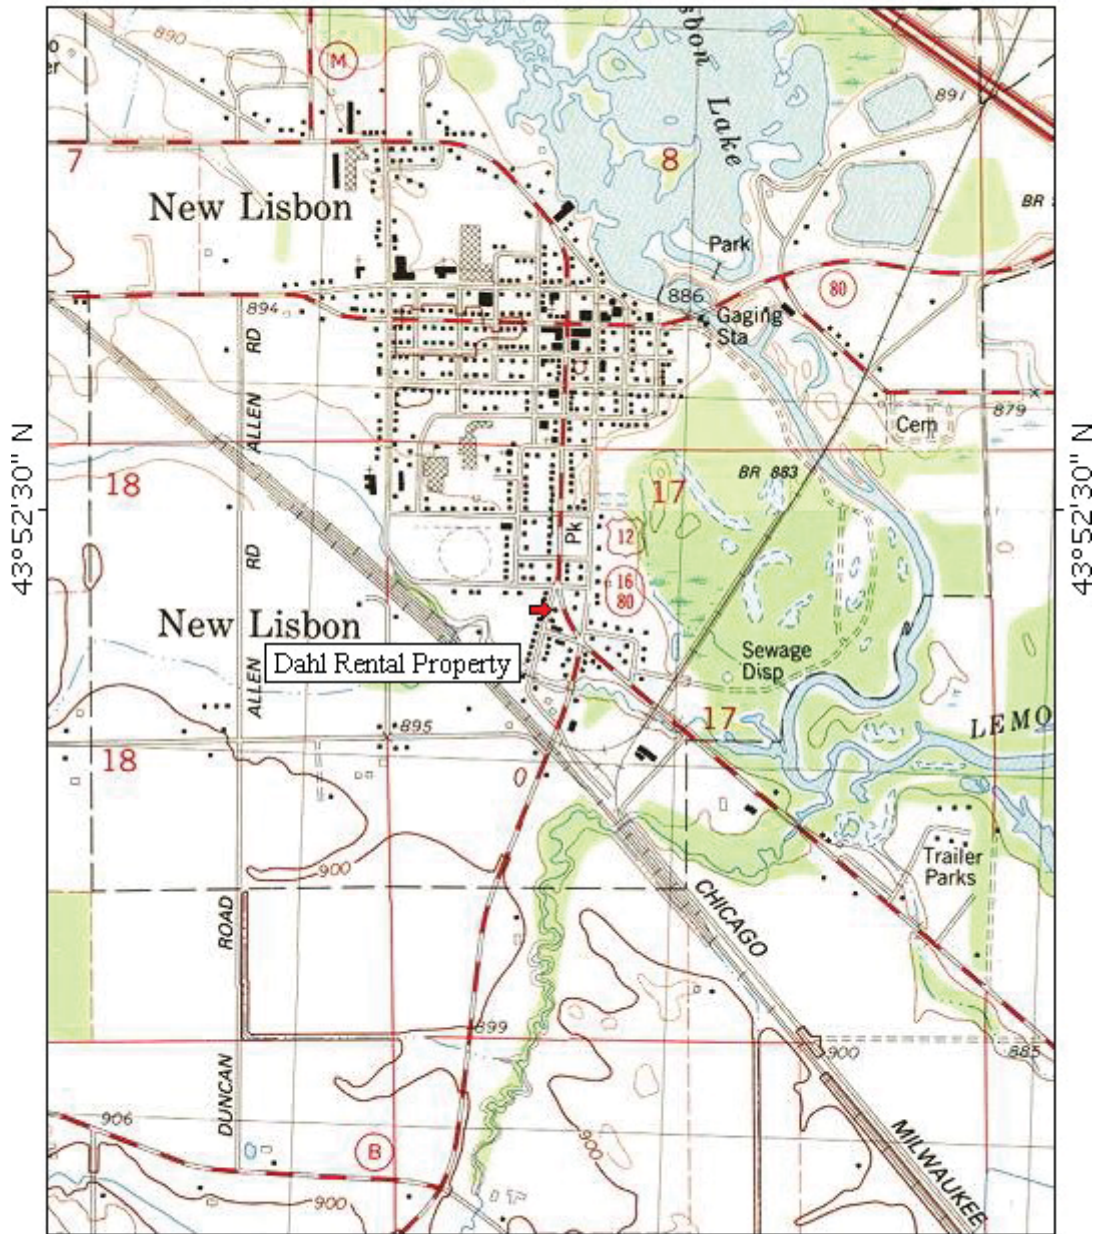 890
M
sbon
Lake
891
7
8
New Lisbon
BR
Park
80
886
Gaging
Sta
894
ALLEN RD
879
Cem
18
17
BR 883
43°52'30" N
43°52'30" N
12
Pk
16
80
New Lisbon
ALLEN RD
Dahl Rental Property
Sewage
Disp
17
LEMO
895
18
900
Trailer
Parks
CHICAGO
DUNCAN ROAD
899
900
885
906
B
900
900
MILWAUKEE